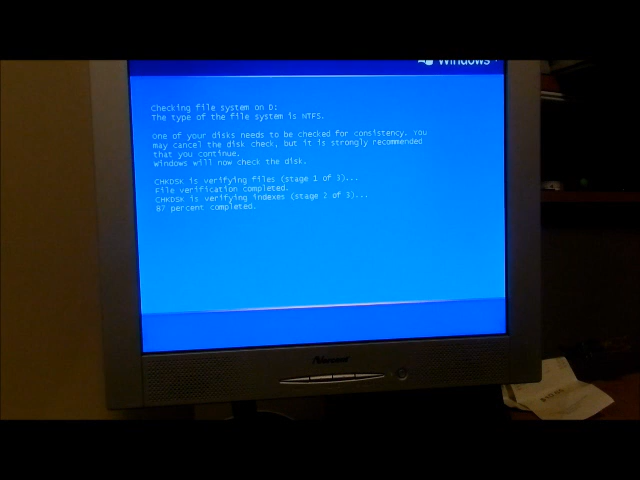 Windows
Checking file system on D:
The type of the file system is NTFS.
One of your disks needs to be checked for consistency. You
may cancel the disk check, but it is strongly recommended
that you continue.
Windows will now check the disk.
CHKDSK is verifying files (stage 1 of 3)...
File verification completed.
CHKDSK is verifying indexes (stage 2 of 3)...
87 percent completed.